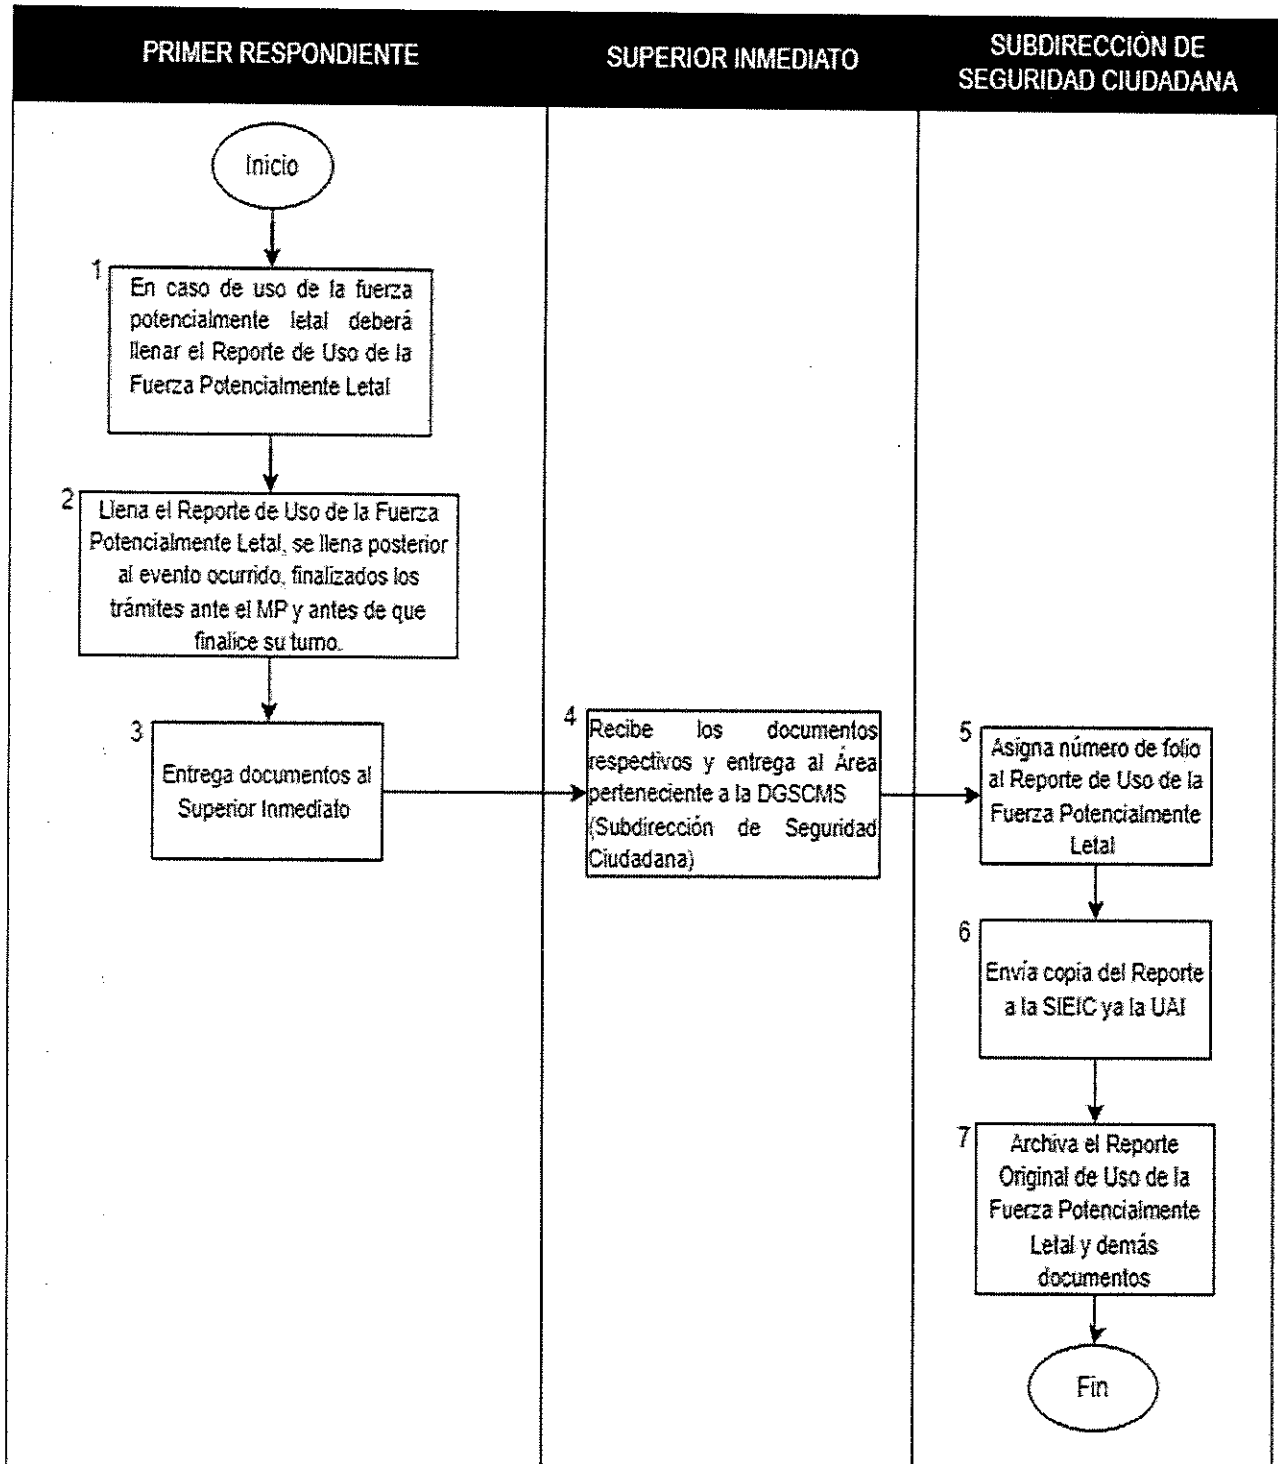 PRIMER RESPONDIENTE
SUPERIOR INMEDIATO
SUBDIRECCIÓN DE
SEGURIDAD CIUDADANA
Inicio
1
En caso de uso de la fuerza
potencialmente letal deberá
llenar el Reporte de Uso de la
Fuerza Potencialmente Letal
2
Llena el Reporte de Uso de la Fuerza
Potencialmente Letal, se llena posterior
al evento ocurrido, finalizados los
trámites ante el MP y antes de que
finalice su turno.
3
Entrega documentos al
Superior Inmediato
4
Recibe los documentos
respectivos y entrega al Área
perteneciente a la DGSCMS
(Subdirección de Seguridad
Ciudadana)
5
Asigna número de folio
al Reporte de Uso de la
Fuerza Potencialmente
Letal
6
Envía copia del Reporte
a la SIEIC ya la UAI
7
Archiva el Reporte
Original de Uso de la
Fuerza Potencialmente
Letal y demás
documentos
Fin